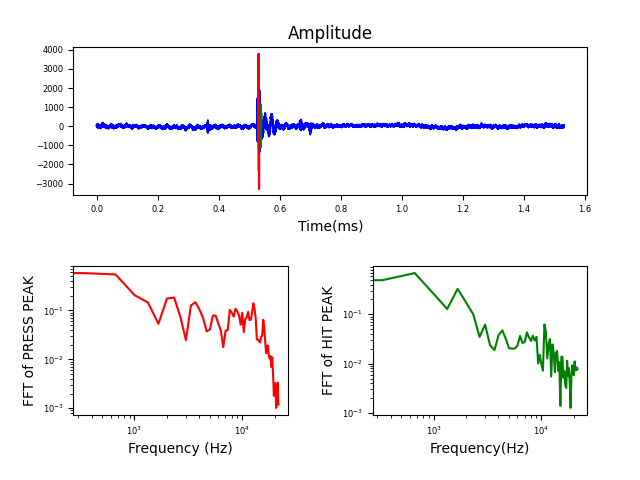 Amplitude
4000
3000
2000
1000
0
−1000
−2000
−3000
0.0 0.2 0.4 0.6 0.8 1.0 1.2 1.4 1.6
Time(ms)
FFT of PRESS PEAK
10⁻¹
10⁻²
10⁻³
10³ 10⁴
Frequency (Hz)
FFT of HIT PEAK
10⁻¹
10⁻²
10⁻³
10³ 10⁴
Frequency(Hz)